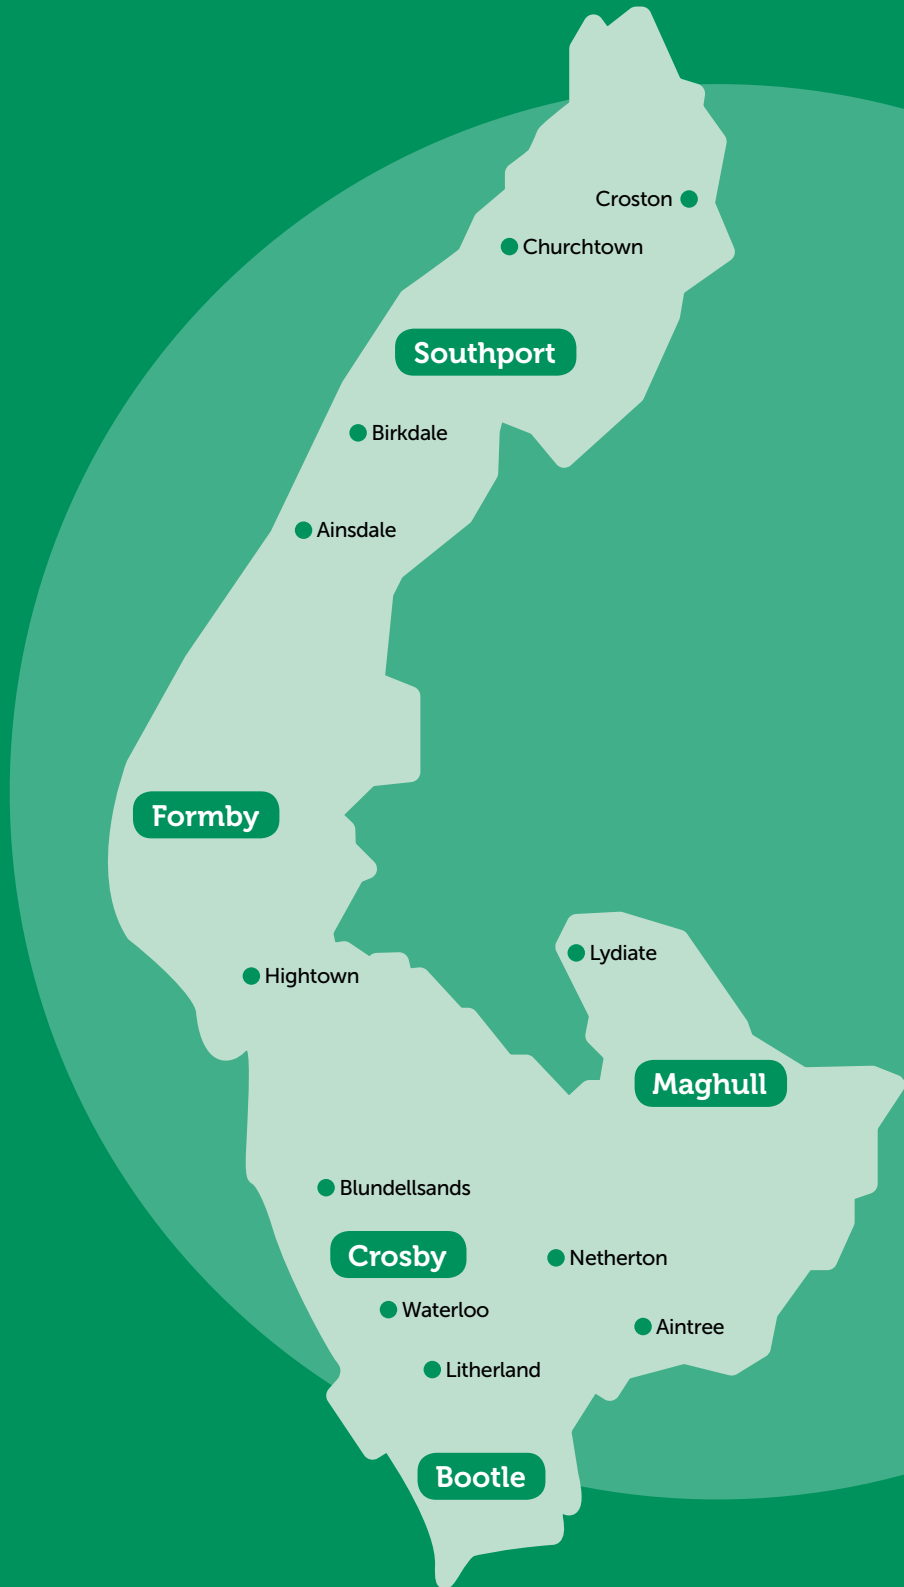 Croston
Churchtown
Southport
Birkdale
Ainsdale
Formby
Lydiate
Hightown
Maghull
Blundellsands
Crosby
Netherton
Waterloo
Aintree
Litherland
Bootle